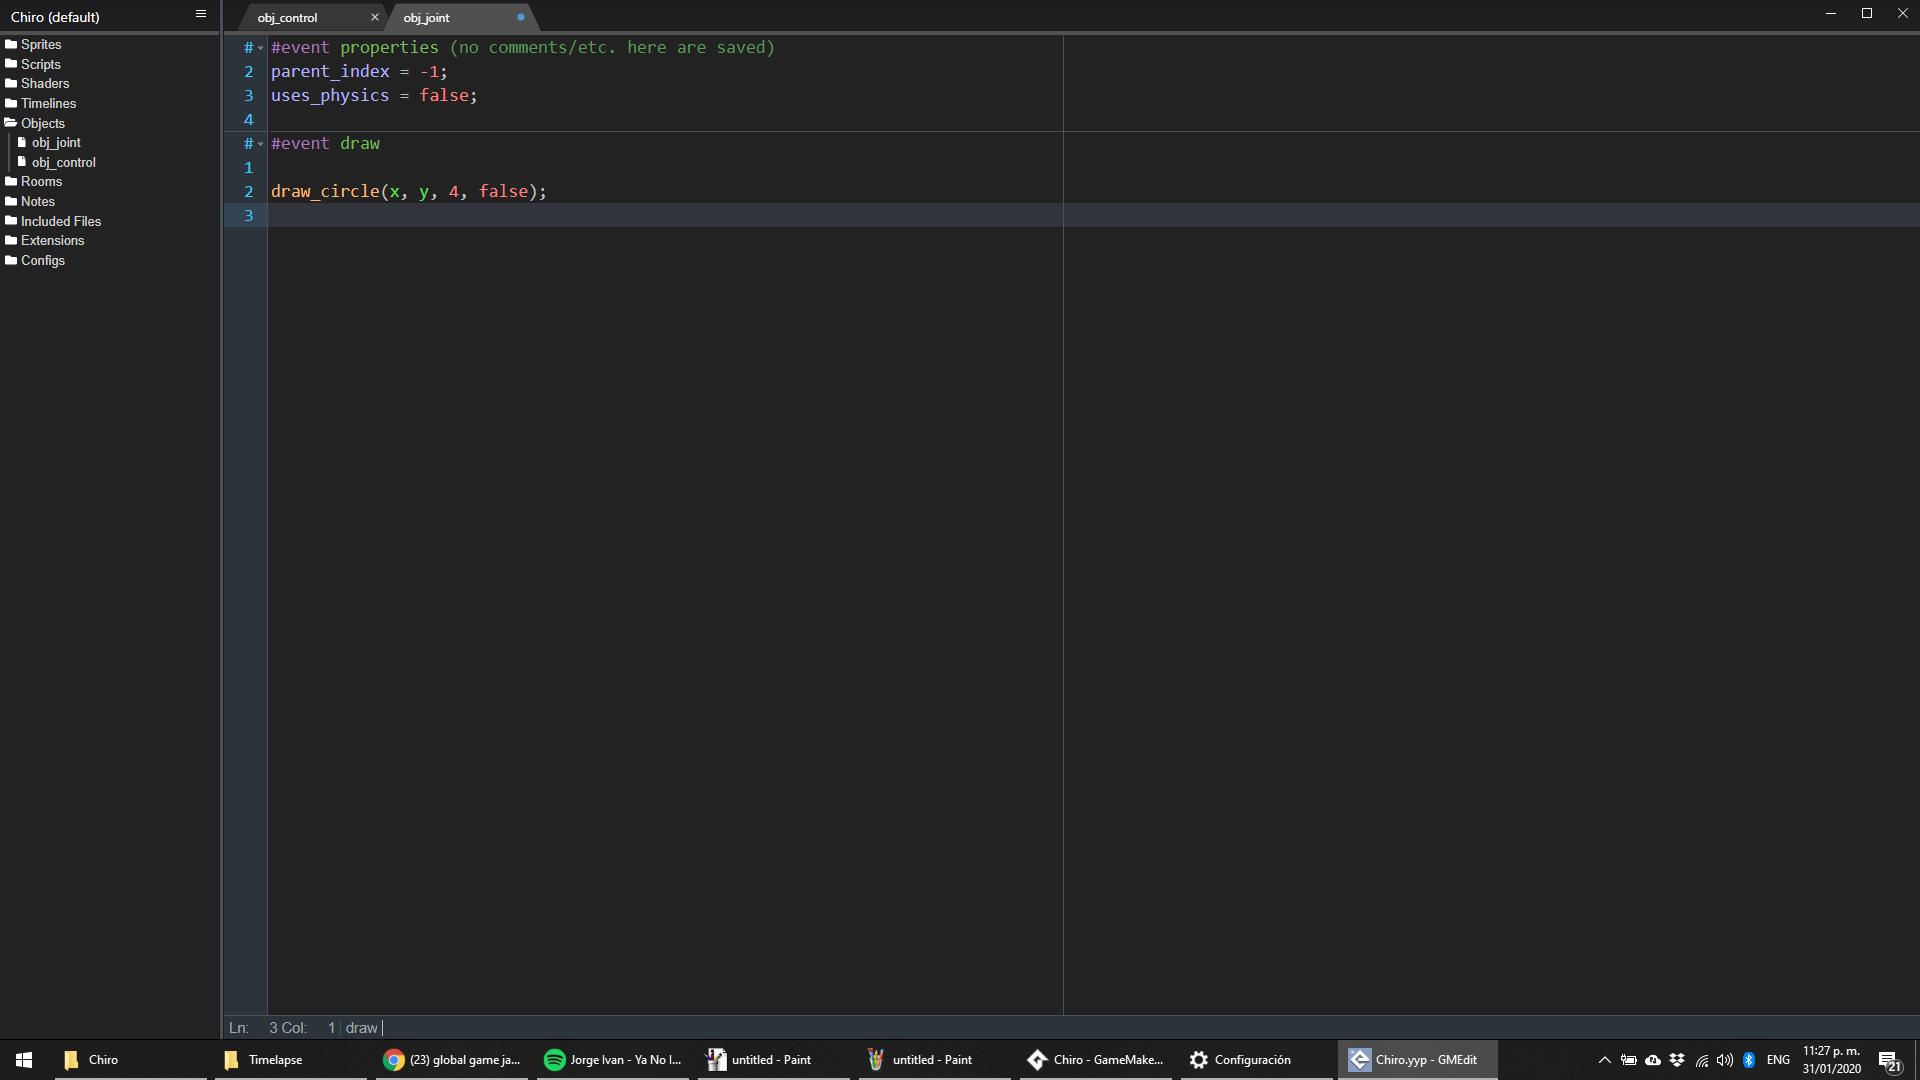 Chiro (default)
obj_control
obj_joint
Sprites
Scripts
Shaders
Timelines
Objects
obj_joint
obj_control
Rooms
Notes
Included Files
Extensions
Configs
# #event properties (no comments/etc. here are saved)
2 parent_index = -1;
3 uses_physics = false;
4
# #event draw
1
2 draw_circle(x, y, 4, false);
3
Ln: 3 Col: 1 draw
Chiro
Timelapse
(23) global game ja...
Jorge Ivan - Ya No I...
untitled - Paint
untitled - Paint
Chiro - GameMake...
Configuración
Chiro.yyp - GMEdit
ENG
11:27 p. m.
31/01/2020
21